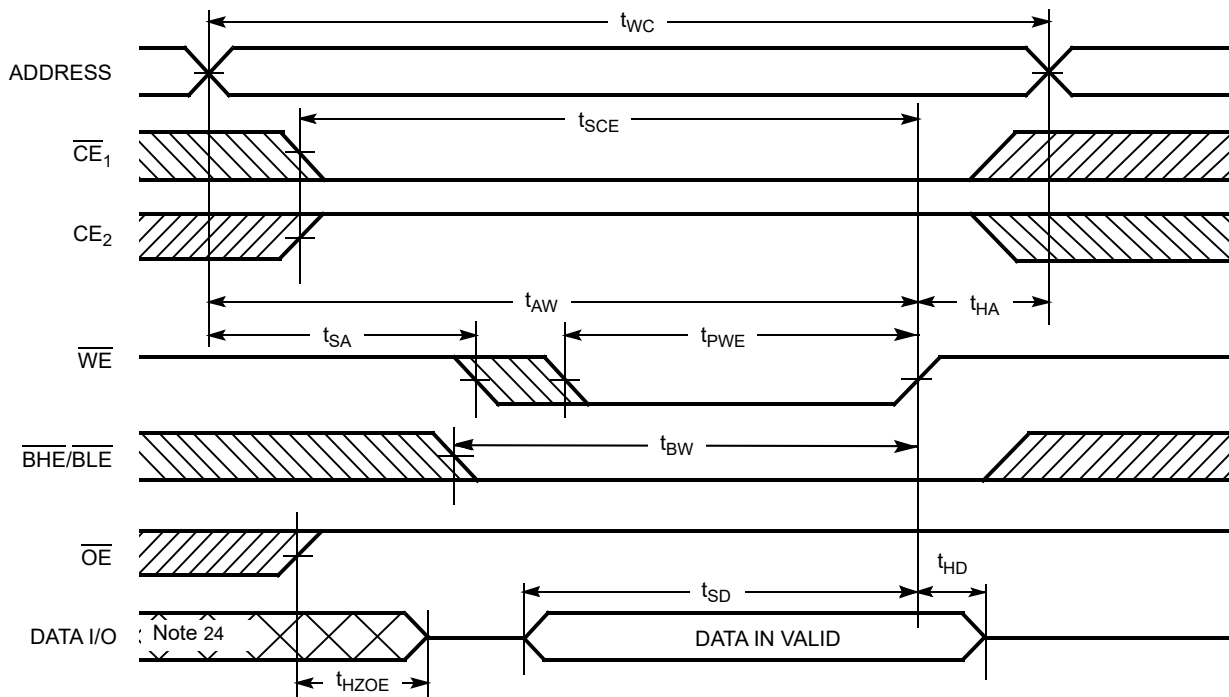 tWC
ADDRESS
tSCE
CE1
CE2
tAW
tHA
tSA
tPWE
WE
tBW
BHE/BLE
OE
tHD
tSD
DATA I/O
Note 24
DATA IN VALID
tHZOE